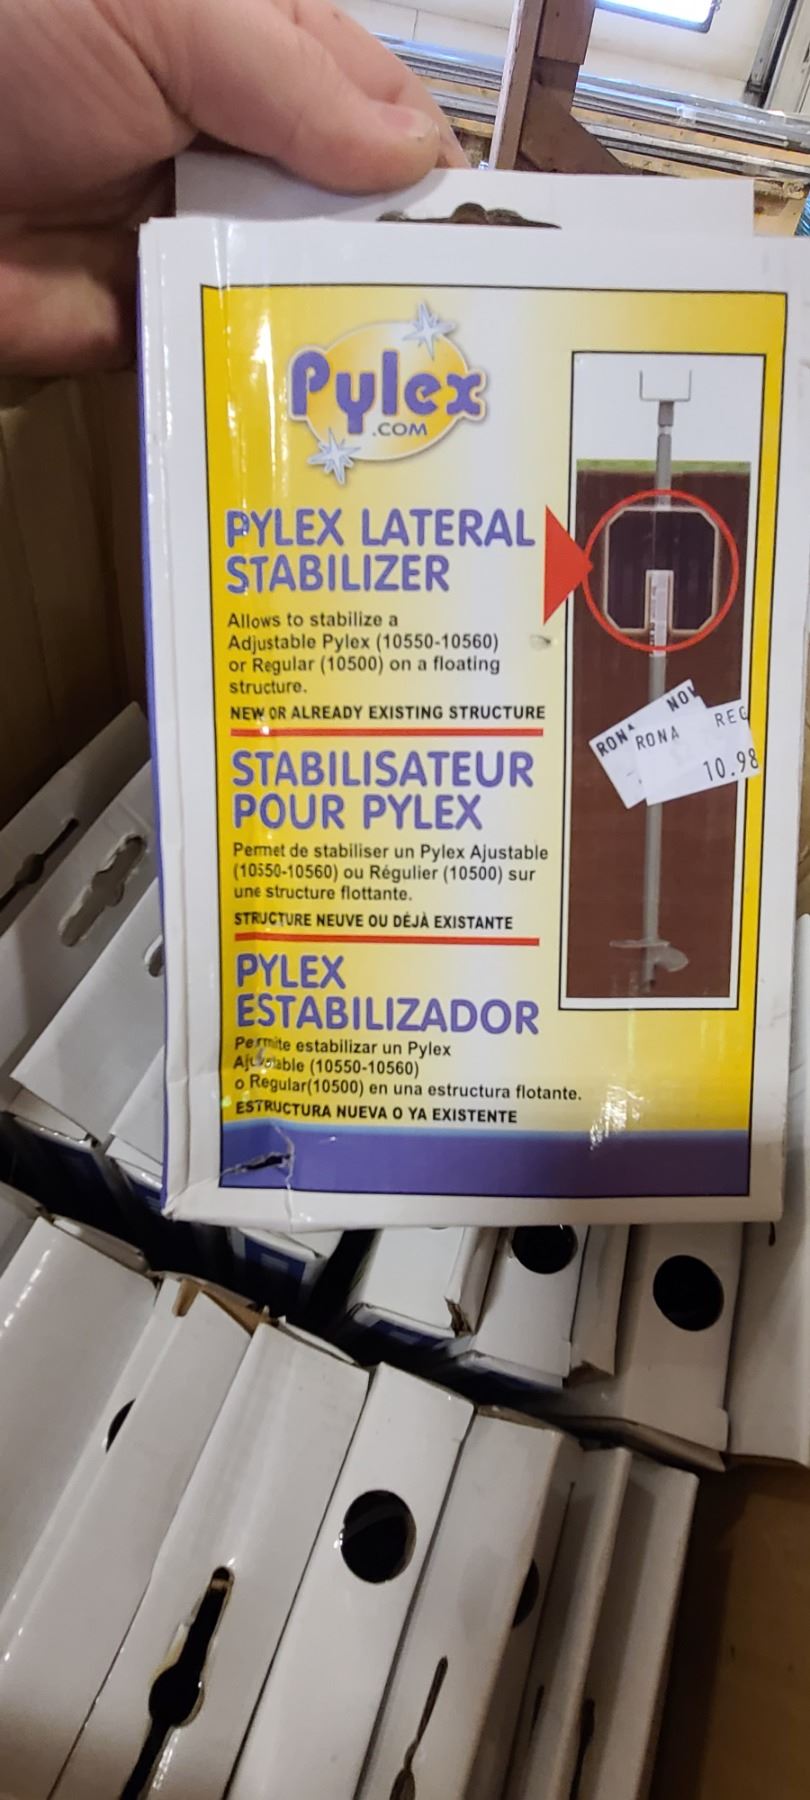 Pylex
.COM
PYLEX LATERAL
STABILIZER
Allows to stabilize a
Adjustable Pylex (10550-10560)
or Regular (10500) on a floating
structure.
NEW OR ALREADY EXISTING STRUCTURE
STABILISATEUR
POUR PYLEX
Permet de stabiliser un Pylex Ajustable
(10550-10560) ou Régulier (10500) sur
une structure flottante.
STRUCTURE NEUVE OU DÉJÀ EXISTANTE
PYLEX
ESTABILIZADOR
Permite estabilizar un Pylex
Ajustable (10550-10560)
o Regular(10500) en una estructura flotante.
ESTRUCTURA NUEVA O YA EXISTENTE
RONA NOW
RONA REG
10.98